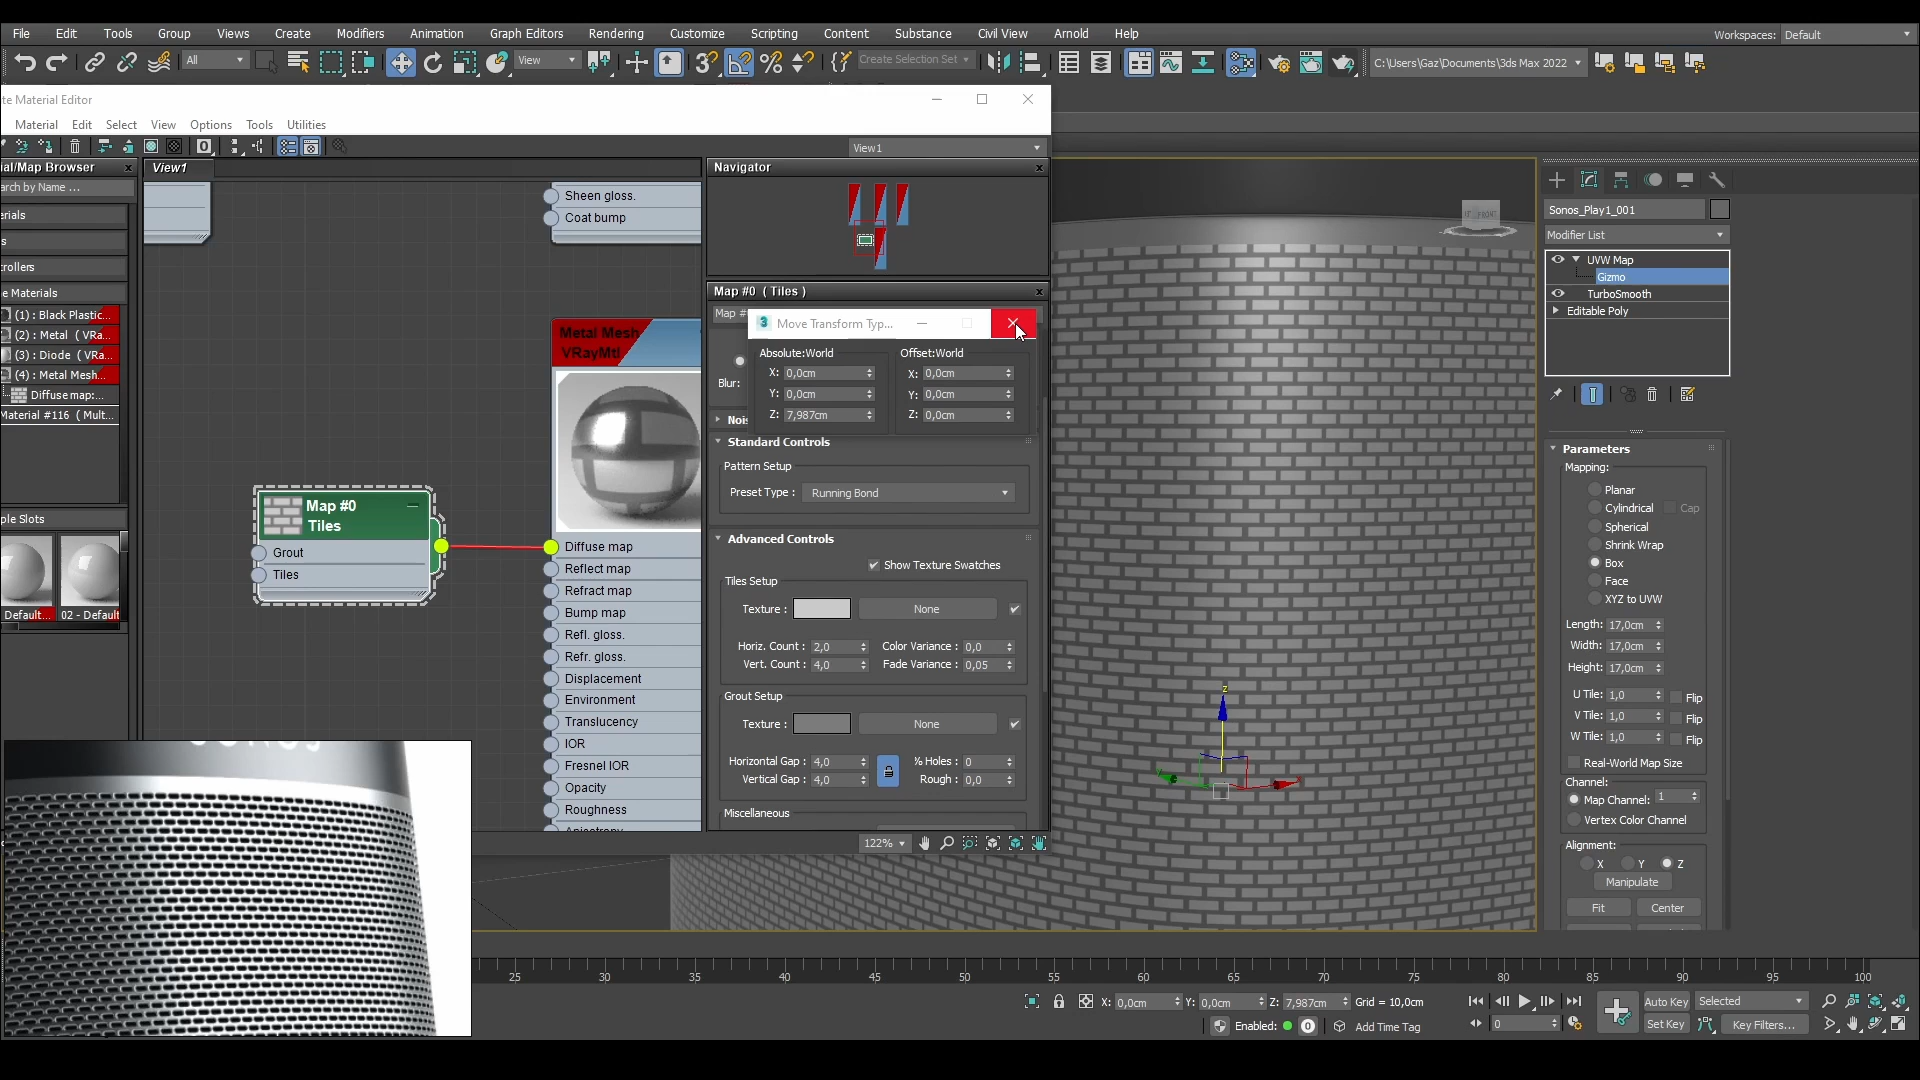 File Edit Tools Group Views Create Modifiers Animation Graph Editors Rendering Customize Scripting Content Substance Civil View Arnold Help
Workspaces: Default
All View Create Selection Set C:\Users\Gaz\Documents\3ds Max 2022
te Material Editor
Material Edit Select View Options Tools Utilities
View1
ial/Map Browser
View1
Navigator
arch by Name ...
erials
s
rollers
e Materials
(1) : Black Plastic...
(2) : Metal ( VRa...
(3) : Diode ( VRa...
(4) : Metal Mesh...
Diffuse map:...
Material #116 ( Mult...
ple Slots
Default...
02 - Default
Map #0
Tiles
Grout
Tiles
Sheen gloss.
Coat bump
Metal Mesh
VRayMtl
Diffuse map
Reflect map
Refract map
Bump map
Refl. gloss.
Refr. gloss.
Displacement
Environment
Translucency
IOR
Fresnel IOR
Opacity
Roughness
Anisotropy
Map #0 ( Tiles )
Map #
Move Transform Typ...
Absolute:World
Offset:World
X: 0,0cm
X: 0,0cm
Y: 0,0cm
Y: 0,0cm
Z: 7,987cm
Z: 0,0cm
Blur:
Nois
Standard Controls
Pattern Setup
Preset Type : Running Bond
Advanced Controls
Show Texture Swatches
Tiles Setup
Texture : None
Horiz. Count : 2,0 Color Variance : 0,0
Vert. Count : 4,0 Fade Variance : 0,05
Grout Setup
Texture : None
Horizontal Gap : 4,0 % Holes : 0
Vertical Gap : 4,0 Rough : 0,0
Miscellaneous
122%
FRONT
Sonos_Play1_001
Modifier List
UVW Map
Gizmo
TurboSmooth
Editable Poly
Parameters
Mapping:
Planar
Cylindrical Cap
Spherical
Shrink Wrap
Box
Face
XYZ to UVW
Length: 17,0cm
Width: 17,0cm
Height: 17,0cm
U Tile: 1,0 Flip
V Tile: 1,0 Flip
W Tile: 1,0 Flip
Real-World Map Size
Channel:
Map Channel: 1
Vertex Color Channel
Alignment:
X Y Z
Manipulate
Fit Center
z
25 30 35 40 45 50 55 60 65 70 75 80 85 90 95 100
X: 0,0cm Y: 0,0cm Z: 7,987cm Grid = 10,0cm
Auto Key Selected
Enabled: 0 Add Time Tag
0
Set Key Key Filters...